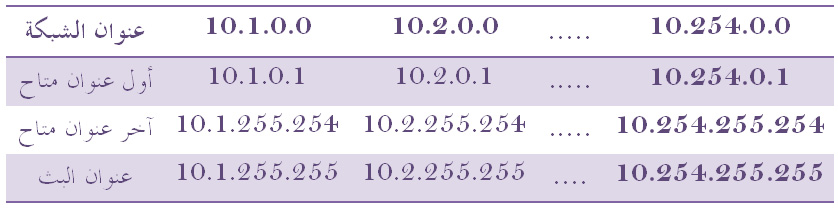 عنوان الشبكة 10.1.0.0 10.2.0.0 ..... 10.254.0.0
أول عنوان متاح 10.1.0.1 10.2.0.1 ..... 10.254.0.1
آخر عنوان متاح 10.1.255.254 10.2.255.254 ..... 10.254.255.254
عنوان البث 10.1.255.255 10.2.255.255 .... 10.254.255.255